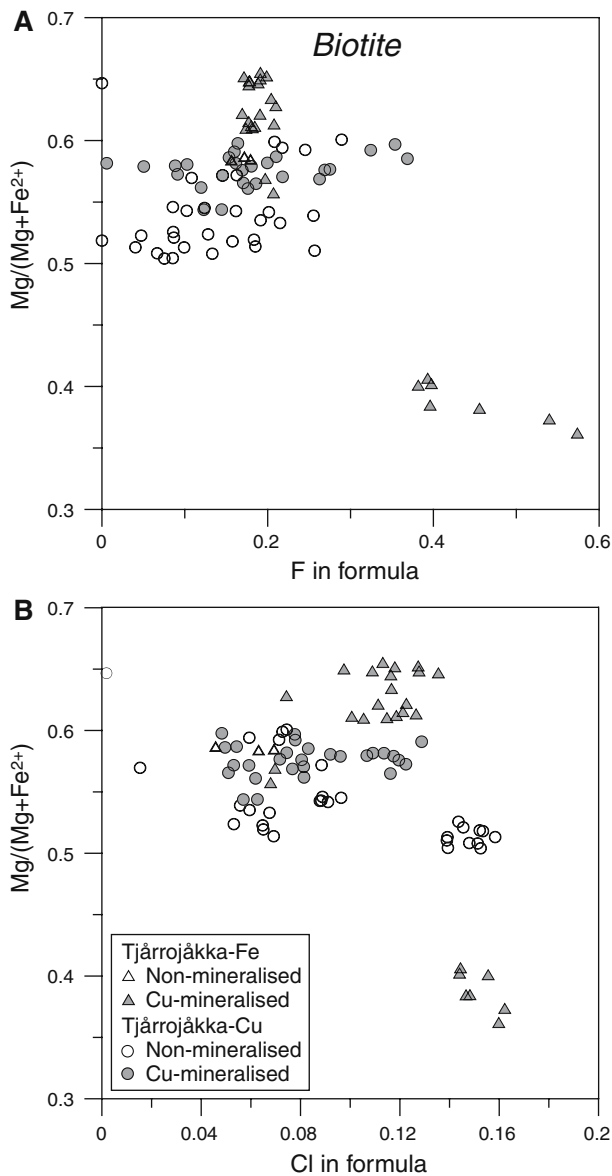 A
Biotite
0.7
0.6
0.5
0.4
0.3
Mg/(Mg+Fe²⁺)
0
0.2
0.4
0.6
F in formula
B
0.7
0.6
0.5
0.4
0.3
Mg/(Mg+Fe²⁺)
Tjårrojåkka-Fe
Non-mineralised
Cu-mineralised
Tjårrojåkka-Cu
Non-mineralised
Cu-mineralised
0
0.04
0.08
0.12
0.16
0.2
Cl in formula